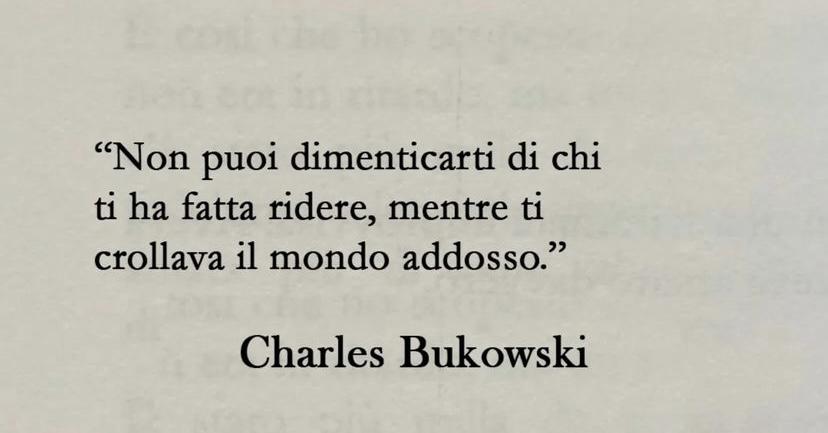 “Non puoi dimenticarti di chi
ti ha fatta ridere, mentre ti
crollava il mondo addosso.”
Charles Bukowski